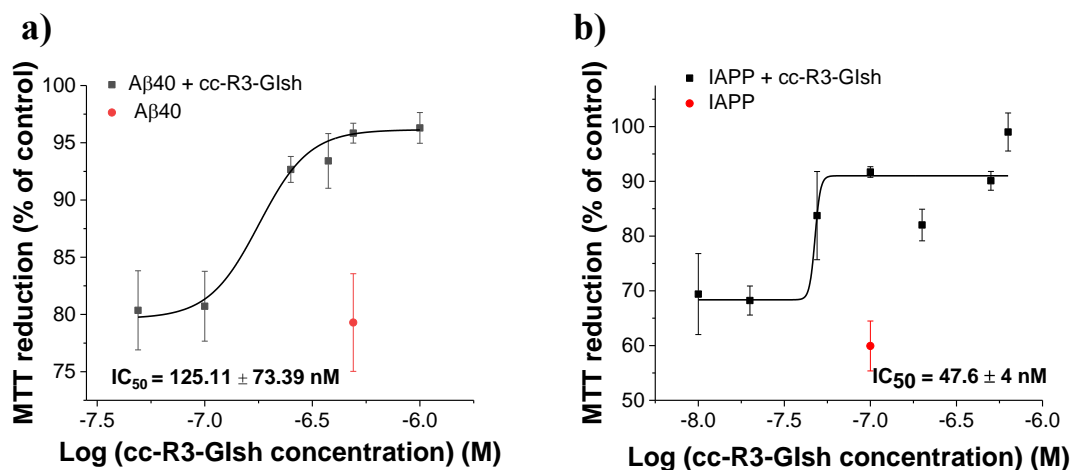 a)
Aβ40 + cc-R3-GIsh
Aβ40
100
95
90
85
80
75
MTT reduction (% of control)
IC50 = 125.11 ± 73.39 nM
-7.5 -7.0 -6.5 -6.0
Log (cc-R3-GIsh concentration) (M)
b)
IAPP + cc-R3-GIsh
IAPP
100
90
80
70
60
50
MTT reduction (% of control)
IC50 = 47.6 ± 4 nM
-8.0 -7.5 -7.0 -6.5 -6.0
Log (cc-R3-GIsh concentration) (M)